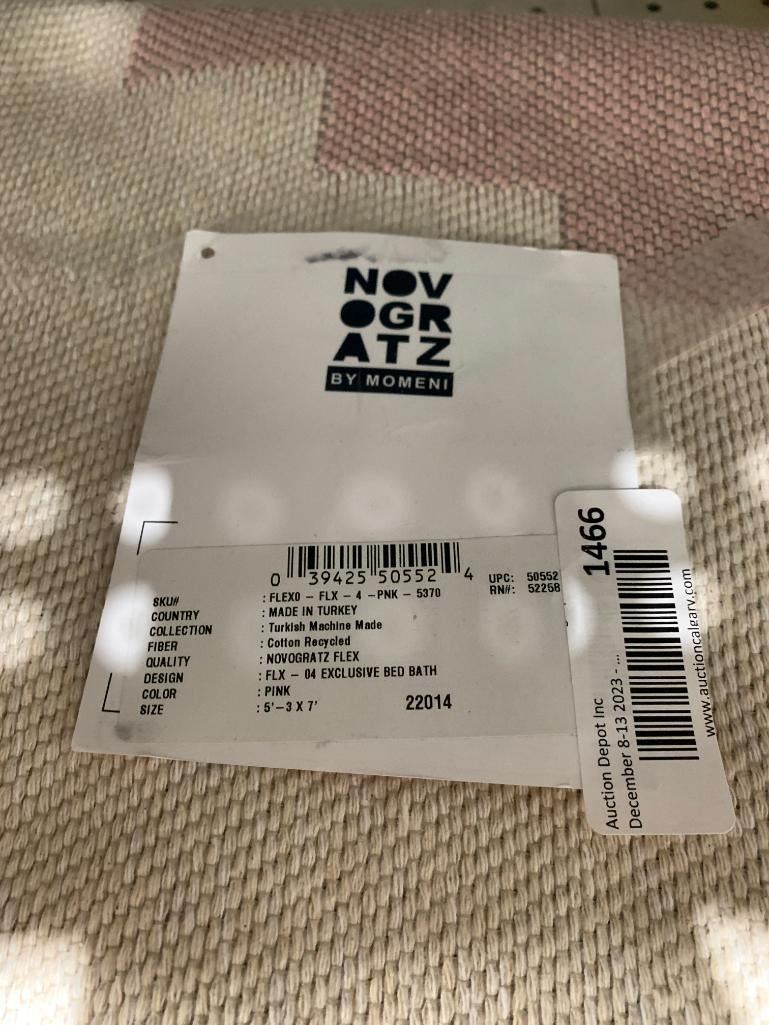 NOV
OGR
ATZ
BY MOMENI
0 39425 50552 4
UPC: 50552
RN#: 52258
SKU# : FLEX0 - FLX - 4 -PNK - 5370
COUNTRY : MADE IN TURKEY
COLLECTION : Turkish Machine Made
FIBER : Cotton Recycled
QUALITY : NOVOGRATZ FLEX
DESIGN : FLX - 04 EXCLUSIVE BED BATH
COLOR : PINK
SIZE : 5'-3 X 7' 22014
1466
Auction Depot Inc
December 8-13 2023 - ...
www.auctioncalgary.com